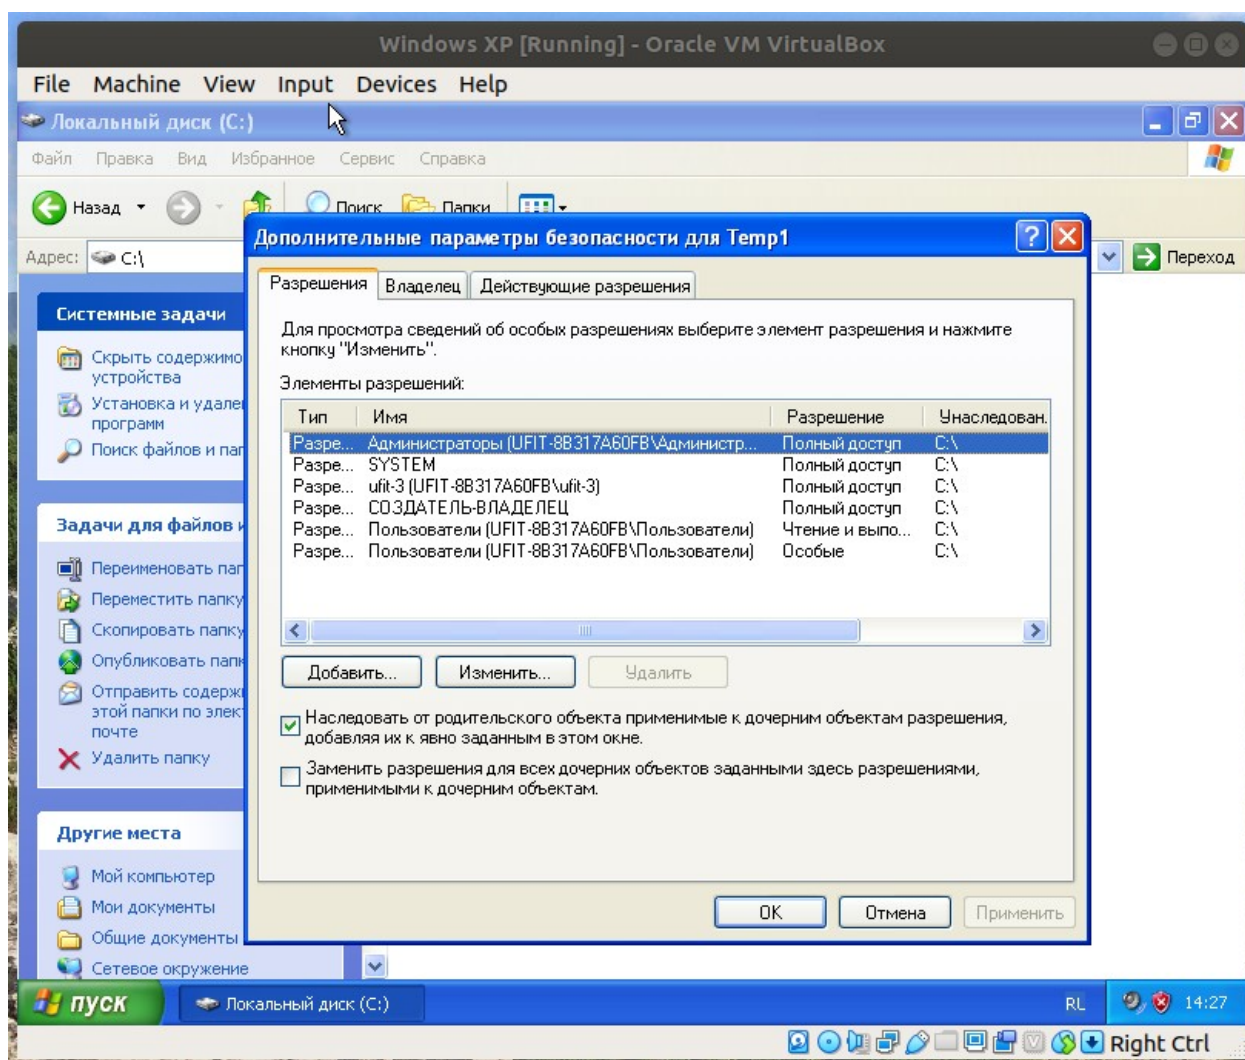 Windows XP [Running] - Oracle VM VirtualBox
File Machine View Input Devices Help
Локальный диск (C:)
Файл Правка Вид Избранное Сервис Справка
Назад Поиск Папки
Адрес: C:\ Переход
Системные задачи
Скрыть содержимо
устройства
Установка и удале
программ
Поиск файлов и пап
Задачи для файлов и
Переименовать пап
Переместить папку
Скопировать папку
Опубликовать папк
Отправить содержи
этой папки по элек
почте
Удалить папку
Другие места
Мой компьютер
Мои документы
Общие документы
Сетевое окружение
Дополнительные параметры безопасности для Temp1
Разрешения Владелец Действующие разрешения
Для просмотра сведений об особых разрешениях выберите элемент разрешения и нажмите
кнопку "Изменить".
Элементы разрешений:
Тип Имя Разрешение Унаследован.
Разре... Администраторы (UFIT-8B317A60FB\Администр... Полный доступ C:\
Разре... SYSTEM Полный доступ C:\
Разре... ufit-3 (UFIT-8B317A60FB\ufit-3) Полный доступ C:\
Разре... СОЗДАТЕЛЬ-ВЛАДЕЛЕЦ Полный доступ C:\
Разре... Пользователи (UFIT-8B317A60FB\Пользователи) Чтение и выпо... C:\
Разре... Пользователи (UFIT-8B317A60FB\Пользователи) Особые C:\
Добавить... Изменить... Удалить
Наследовать от родительского объекта применимые к дочерним объектам разрешения,
добавляя их к явно заданным в этом окне.
Заменить разрешения для всех дочерних объектов заданными здесь разрешениями,
применимыми к дочерним объектам.
OK Отмена Применить
пуск Локальный диск (C:) RL 14:27
Right Ctrl